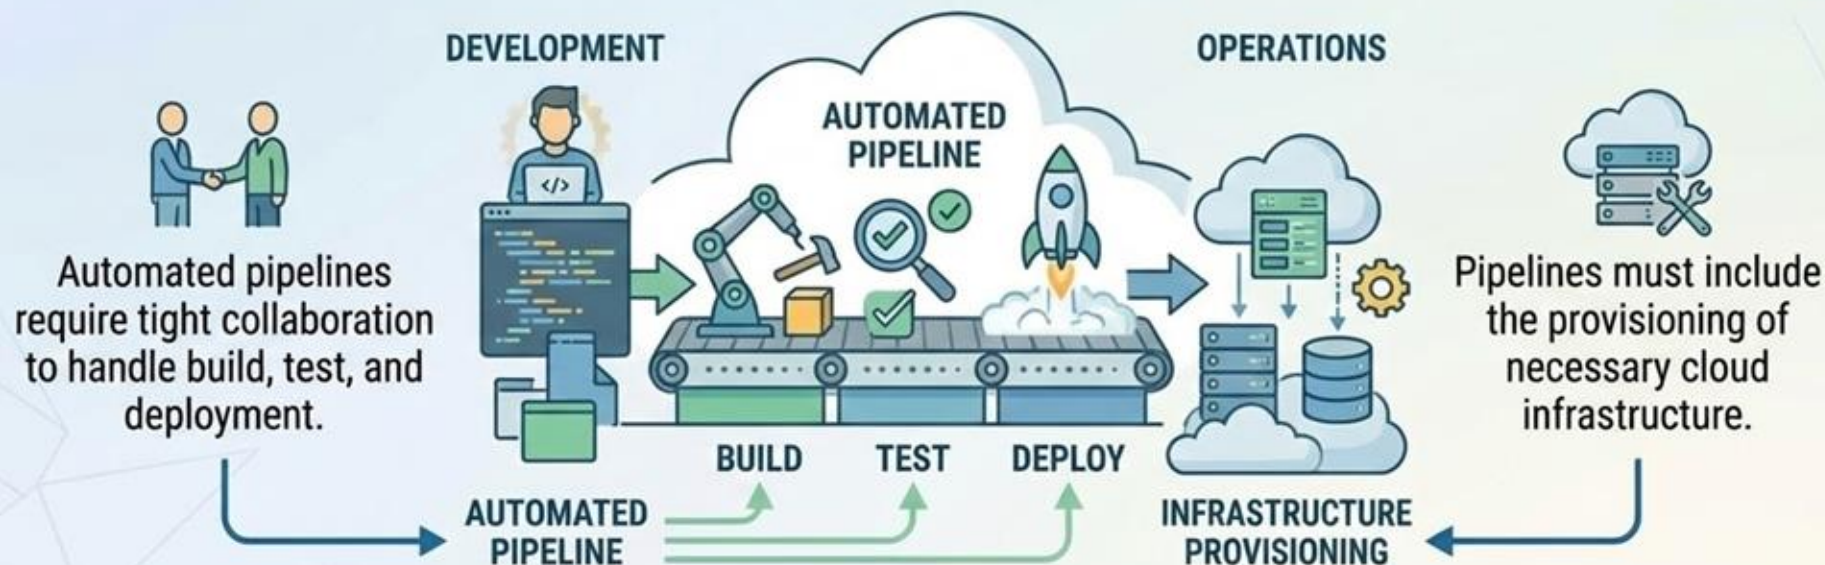 DEVELOPMENT
OPERATIONS
AUTOMATED
PIPELINE
</>
Automated pipelines
require tight collaboration
to handle build, test, and
deployment.
Pipelines must include
the provisioning of
necessary cloud
infrastructure.
BUILD
TEST
DEPLOY
AUTOMATED
PIPELINE
INFRASTRUCTURE
PROVISIONING